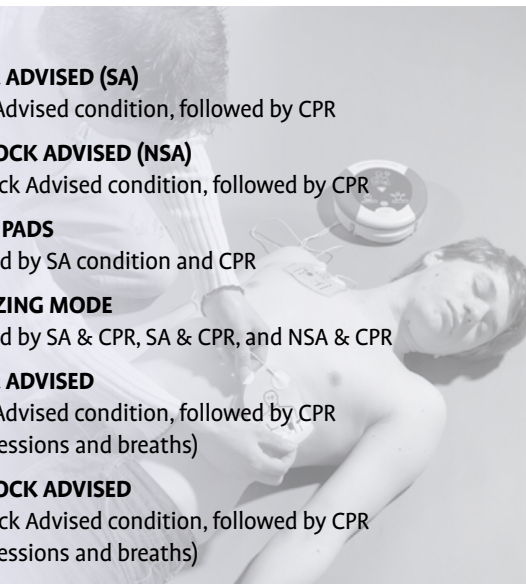 ADVISED (SA)
Advised condition, followed by CPR
OCK ADVISED (NSA)
ck Advised condition, followed by CPR
PADS
d by SA condition and CPR
ZING MODE
d by SA & CPR, SA & CPR, and NSA & CPR
ADVISED
Advised condition, followed by CPR
essions and breaths)
OCK ADVISED
ck Advised condition, followed by CPR
essions and breaths)